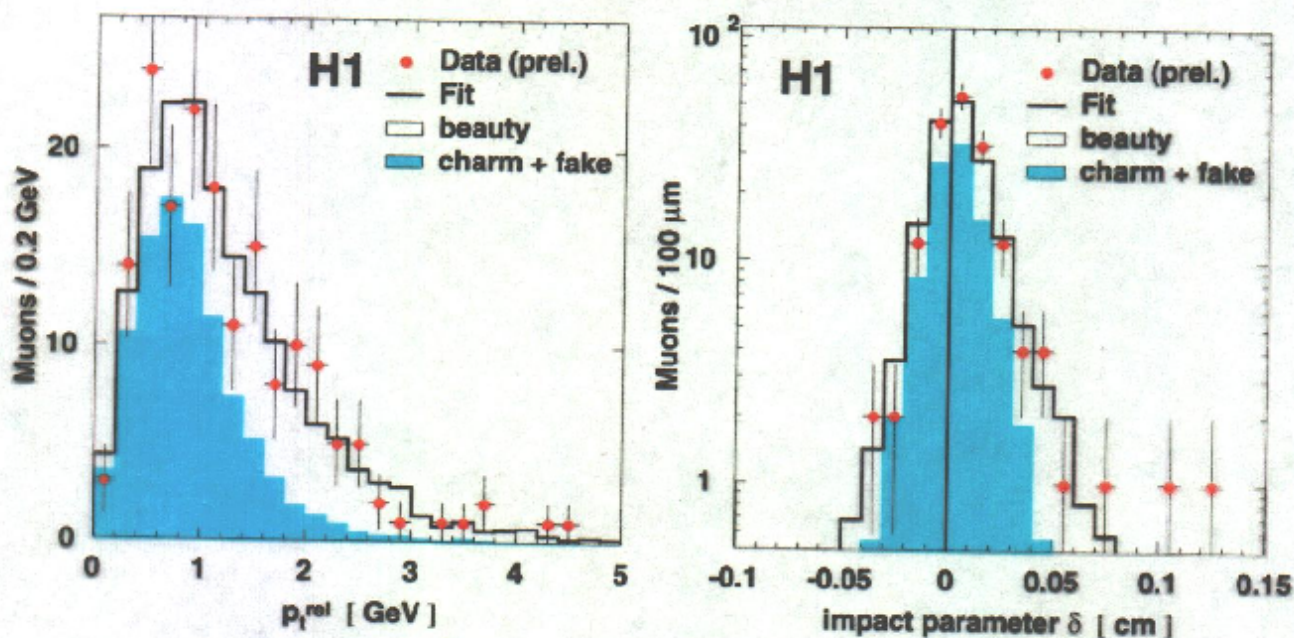 H1
Data (prel.)
Fit
beauty
charm + fake
Muons / 0.2 GeV
20
10
0
0 1 2 3 4 5
p_t^rel [ GeV ]
H1
Data (prel.)
Fit
beauty
charm + fake
Muons / 100 μm
10²
10
1
-0.1 -0.05 0 0.05 0.1 0.15
impact parameter δ [ cm ]